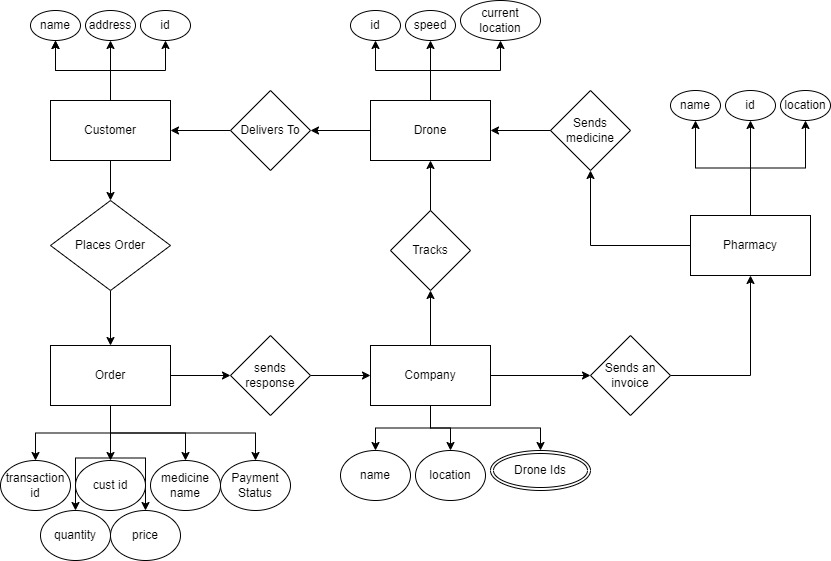 name
address
id
id
speed
current
location
name
id
location
Customer
Delivers To
Drone
Sends
medicine
Places Order
Tracks
Pharmacy
Order
sends
response
Company
Sends an
invoice
transaction
id
cust id
medicine
name
Payment
Status
name
location
Drone Ids
quantity
price